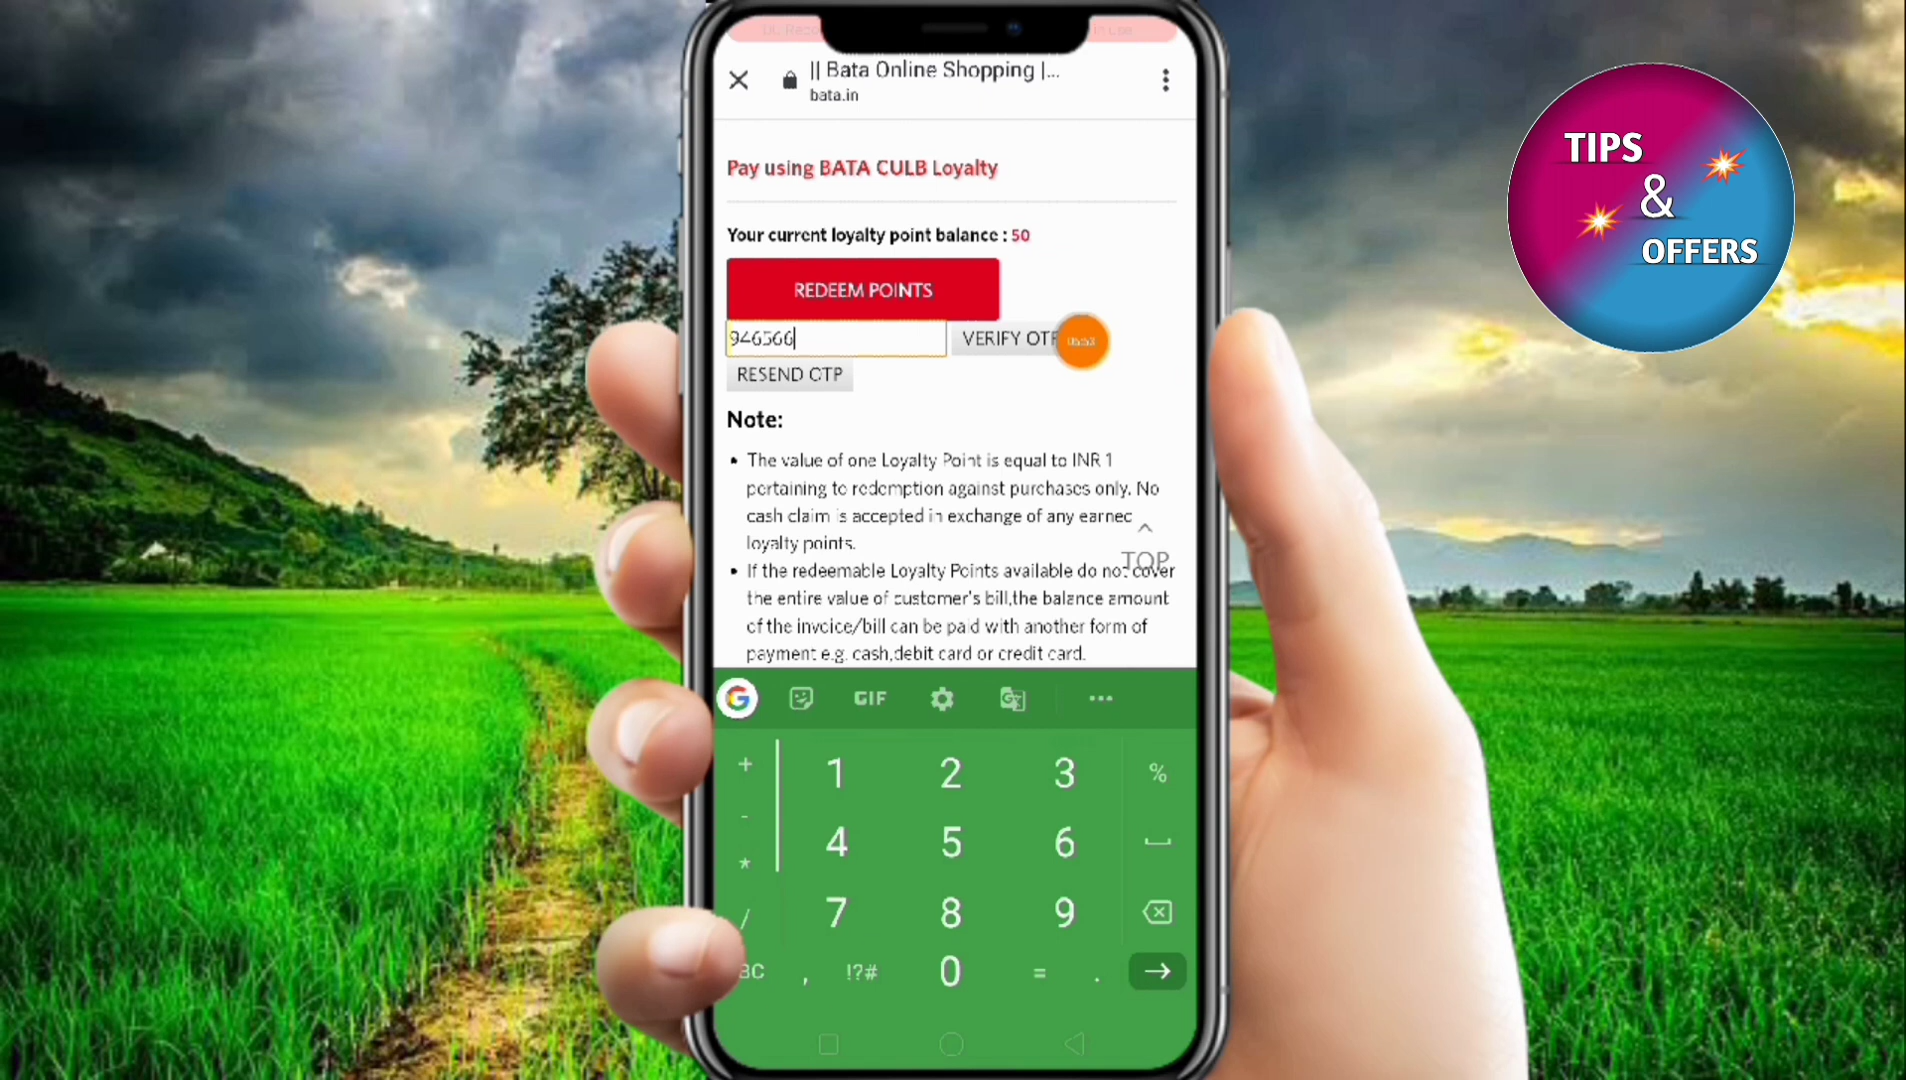 || Bata Online Shopping |...
bata.in
Pay using BATA CULB Loyalty
Your current loyalty point balance : 50
REDEEM POINTS
946566
VERIFY OTP
RESEND OTP
Note:
• The value of one Loyalty Point is equal to INR 1
pertaining to redemption against purchases only. No
cash claim is accepted in exchange of any earned
loyalty points.
TOP
• If the redeemable Loyalty Points available do not cover
the entire value of customer's bill,the balance amount
of the invoice/bill can be paid with another form of
payment e.g. cash,debit card or credit card.
GIF
+ 1 2 3 %
- 4 5 6
* 7 8 9
/
BC , !?# 0 = .
TIPS
&
OFFERS